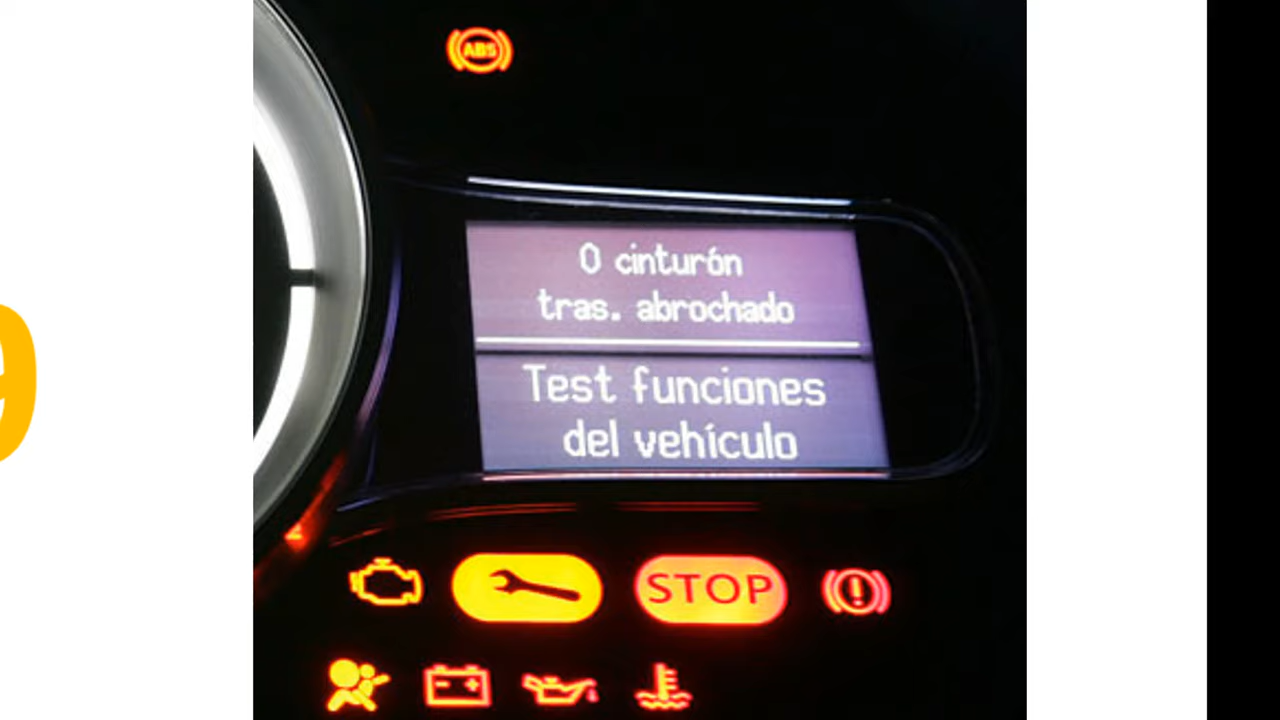 ABS
0 cinturón
tras. abrochado
Test funciones
del vehículo
STOP